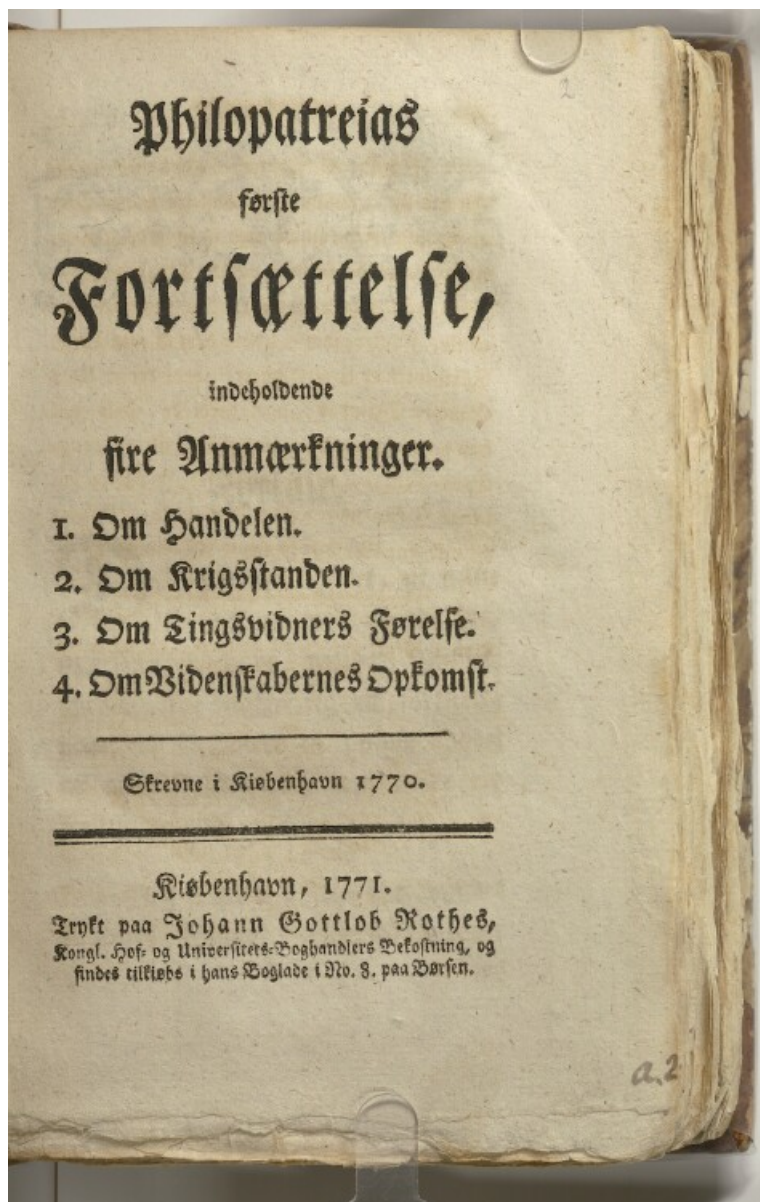 2
Philopatreias
første
Fortsættelse,
indeholdende
fire Anmærkninger.
1. Om Handelen.
2. Om Krigsstanden.
3. Om Tingsvidners Førelse.
4. Om Videnskabernes Opkomst.
Skrevne i Kiøbenhavn 1770.
Kiøbenhavn, 1771.
Trykt paa Johann Gottlob Rothes,
Kongl. Hof- og Universitets-Boghandlers Bekostning, og
findes tilkiøbs i hans Boglade i No. 8. paa Børsen.
a.2